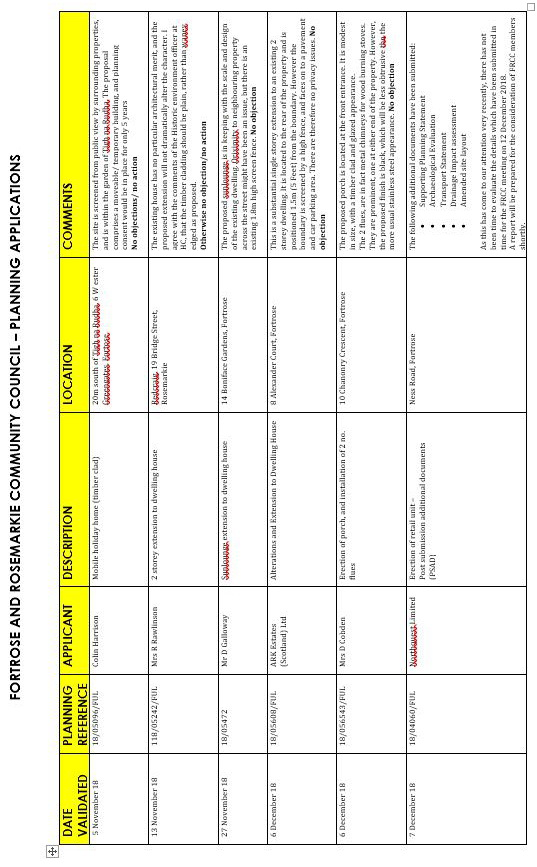 FORTROSE AND ROSEMARKIE COMMUNITY COUNCIL – PLANNING APPLICATIONS
DATE VALIDATED
PLANNING REFERENCE
APPLICANT
DESCRIPTION
LOCATION
COMMENTS
5 November 18
18/05096/FUL
Colin Harrison
Mobile holiday home (timber clad)
20m south of Tigh na Rudha, 6 W ester
The site is screened from public view by surrounding properties,
and is within the garden of Tigh na Rudha. The proposal
comprises a movable/ temporary building, and planning
consent would be in place for only 5 years
No objections/ no action
13 November 18
118/05242/FUL
Mrs R Rawlinson
2 storey extension to dwelling house
19 Bridge Street,
Rosemarkie
The existing house has no particular architectural merit, and the
proposed extension will not dramatically alter the character. I
agree with the comments of the Historic environment officer at
HC, that the timber cladding should be plain, rather than
edged as proposed.
Otherwise no objection/no action
27 November 18
18/05472
Mr D Galloway
extension to dwelling house
14 Boniface Gardens, Fortrose
The proposed is in keeping with the scale and design
of the existing dwelling. to neighbouring property
across the street might have been an issue, but there is an
existing 1.8m high screen fence. No objection
6 December 18
18/05608/FUL
ARK Estates
(Scotland) Ltd
Alterations and Extension to Dwelling House
8 Alexander Court, Fortrose
This is a substantial single storey extension to an existing 2
storey dwelling. It is located to the rear of the property and is
positioned 1.5m (5 Feet) from the boundary. However the
boundary is screened by a high fence, and faces on to a pavement
and car parking area. There are therefore no privacy issues. No
objection
6 December 18
18/056543/FUL
Mrs D Cobden
Erection of porch, and installation of 2 no.
flues
10 Chanonry Crescent, Fortrose
The proposed porch is located at the front entrance. It is modest
in size, with a timber clad and glazed appearance.
The 2 flues, are in fact metal chimneys for wood burning stoves.
They are prominent, one at either end of the property. However,
the proposed finish is black, which will be less obtrusive tha the
more usual stainless steel appearance. No objection
7 December 18
18/04060/FUL
Limited
Erection of retail unit –
Post submission additional documents
(PSAD)
Ness Road, Fortrose
The following additional documents have been submitted:
• Supporting Planning Statement
• Archaeological Evaluation
• Transport Statement
• Drainage Impact assessment
• Amended site layout
As this has come to our attention very recently, there has not
been time to evaluate the details which have been submitted in
time for the FRCC meeting on 12 December 2018.
A report will be prepared for the consideration of FRCC members
shortly.